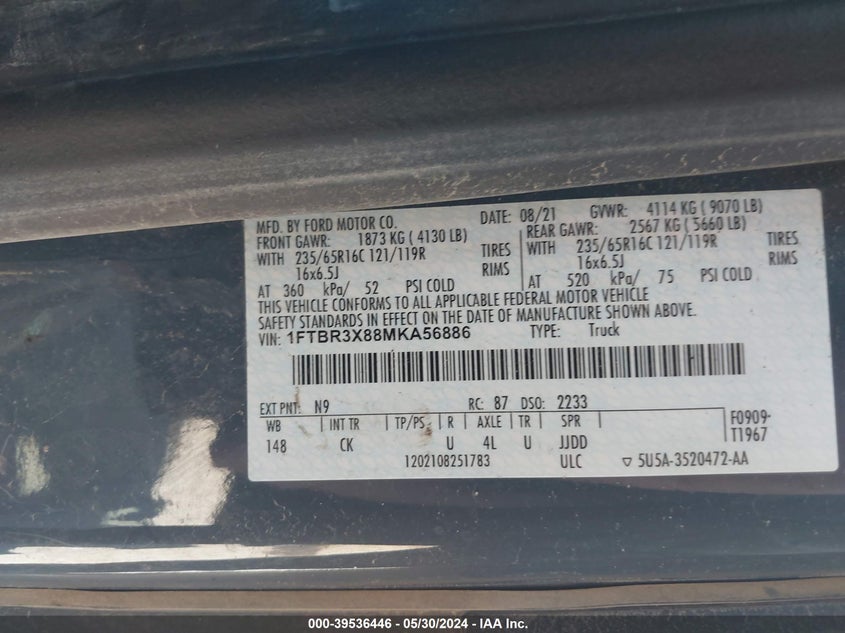 MFD. BY FORD MOTOR CO. DATE: 08/21 GVWR: 4114 KG ( 9070 LB)
FRONT GAWR: 1873 KG ( 4130 LB) REAR GAWR: 2567 KG ( 5660 LB)
WITH 235/65R16C 121/119R TIRES WITH 235/65R16C 121/119R TIRES
16x6.5J RIMS 16x6.5J RIMS
AT 360 kPa/ 52 PSI COLD AT 520 kPa/ 75 PSI COLD
THIS VEHICLE CONFORMS TO ALL APPLICABLE FEDERAL MOTOR VEHICLE
SAFETY STANDARDS IN EFFECT ON THE DATE OF MANUFACTURE SHOWN ABOVE.
VIN: 1FTBR3X88MKA56886 TYPE: Truck
EXT PNT: N9 RC: 87 DSO: 2233
WB INT TR TP/PS R AXLE TR SPR F0909-
148 CK U 4L U JJDD T1967
1202108251783 ULC 5U5A-3520472-AA
000-39536446 - 05/30/2024 - IAA Inc.